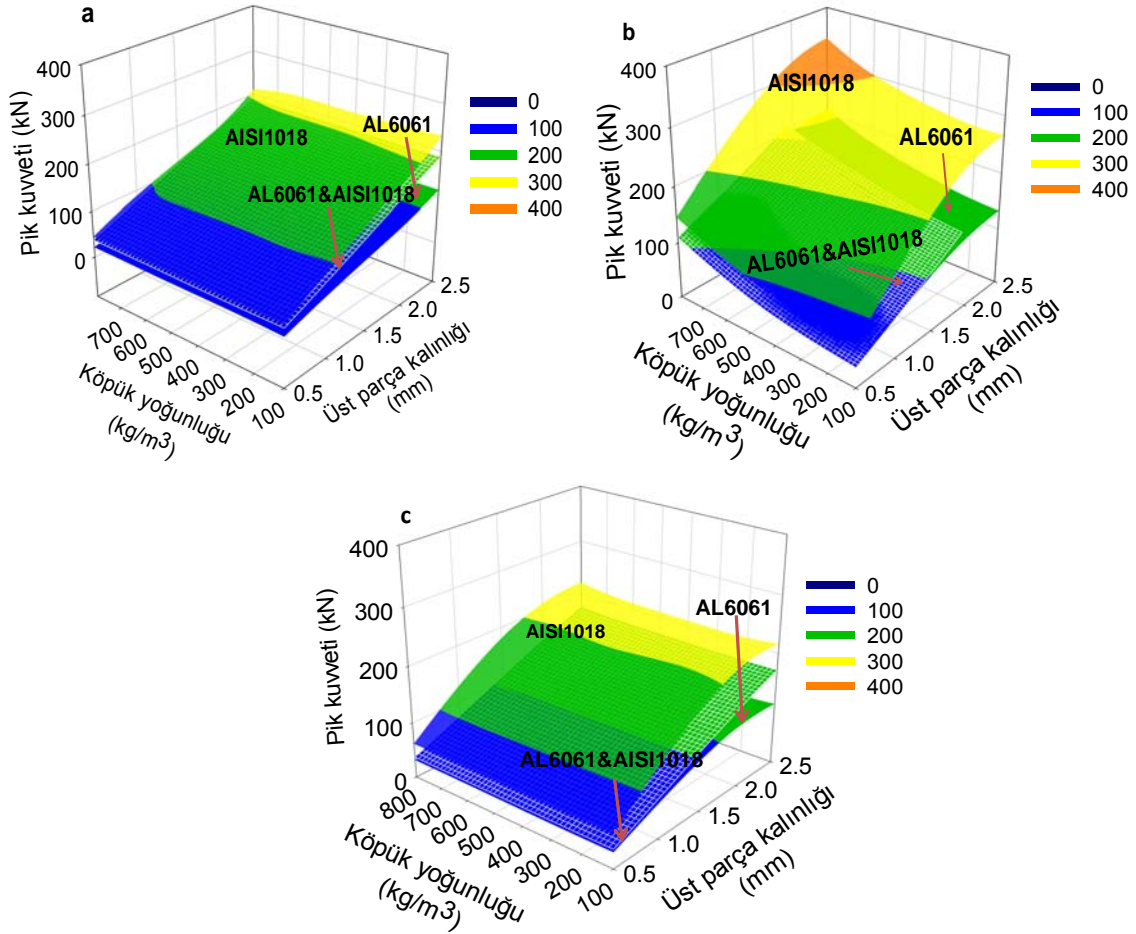 a
400
300
200
100
0
Pik kuvveti (kN)
AISI1018
AL6061
AL6061&AISI1018
700
600
500
400
300
200
100
Köpük yoğunluğu
(kg/m3)
0.5
1.0
1.5
2.0
2.5
Üst parça kalınlığı
(mm)
0
100
200
300
400
b
400
300
200
100
0
Pik kuvveti (kN)
AISI1018
AL6061
AL6061&AISI1018
700
600
500
400
300
200
100
Köpük yoğunluğu
(kg/m3)
0.5
1.0
1.5
2.0
2.5
Üst parça kalınlığı
(mm)
0
100
200
300
400
c
400
300
200
100
0
Pik kuvveti (kN)
AISI1018
AL6061
AL6061&AISI1018
800
700
600
500
400
300
200
100
Köpük yoğunluğu
(kg/m3)
0.5
1.0
1.5
2.0
2.5
Üst parça kalınlığı
(mm)
0
100
200
300
400